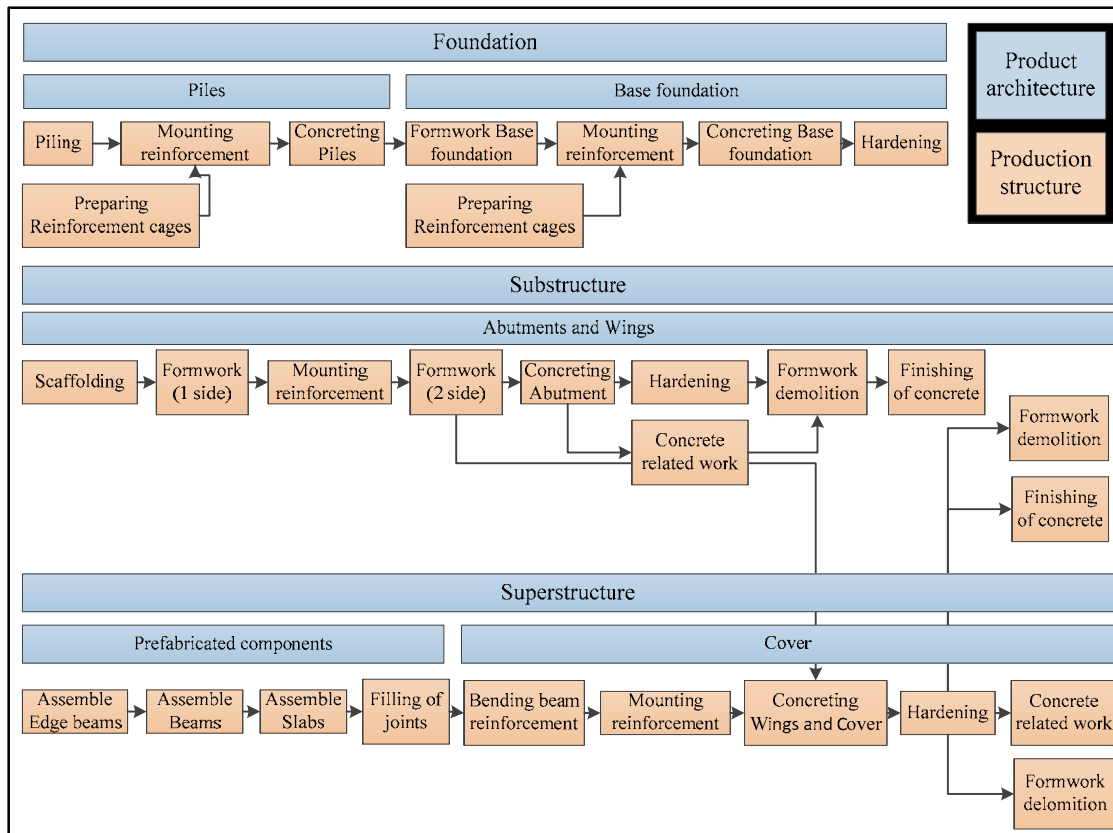 Foundation
Product
architecture
Production
structure
Piles
Base foundation
Piling
Mounting
reinforcement
Concreting
Piles
Formwork Base
foundation
Mounting
reinforcement
Concreting Base
foundation
Hardening
Preparing
Reinforcement cages
Preparing
Reinforcement cages
Substructure
Abutments and Wings
Scaffolding
Formwork
(1 side)
Mounting
reinforcement
Formwork
(2 side)
Concreting
Abutment
Hardening
Formwork
demolition
Finishing
of concrete
Concrete
related work
Formwork
demolition
Finishing
of concrete
Superstructure
Prefabricated components
Cover
Assemble
Edge beams
Assemble
Beams
Assemble
Slabs
Filling of
joints
Bending beam
reinforcement
Mounting
reinforcement
Concreting
Wings and Cover
Hardening
Concrete
related work
Formwork
delomition